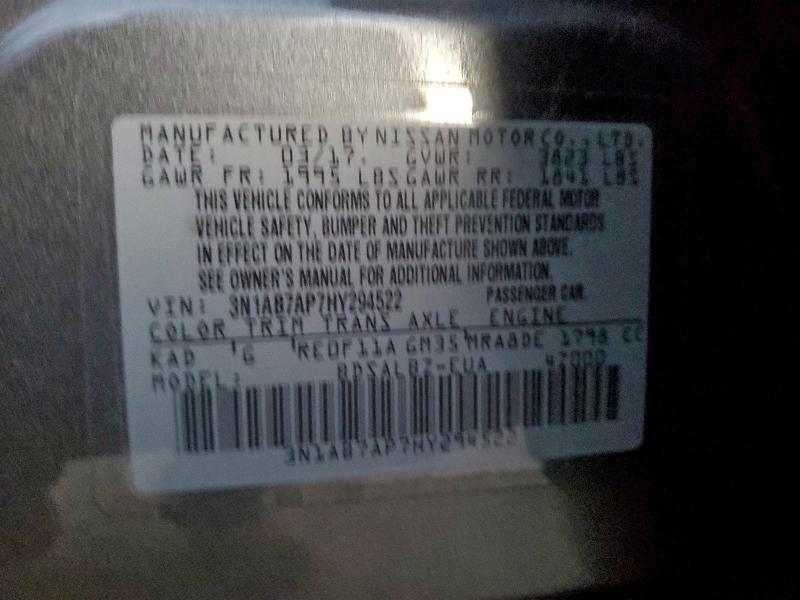 MANUFACTURED BY NISSAN MOTOR CO., LTD.
DATE: 03/17. GVWR: 3823 LBS
GAWR FR: 1995 LBS GAWR RR: 1841 LBS
THIS VEHICLE CONFORMS TO ALL APPLICABLE FEDERAL MOTOR
VEHICLE SAFETY, BUMPER AND THEFT PREVENTION STANDARDS
IN EFFECT ON THE DATE OF MANUFACTURE SHOWN ABOVE.
SEE OWNER'S MANUAL FOR ADDITIONAL INFORMATION.
VIN: 3N1AB7AP7HY294522 PASSENGER CAR
COLOR TRIM TRANS AXLE ENGINE
KAD G RE0F11A GM35 MRA8DE 1798 CC
MODEL: BDSALBZ-EUA 42000
3N1AB7AP7HY294522